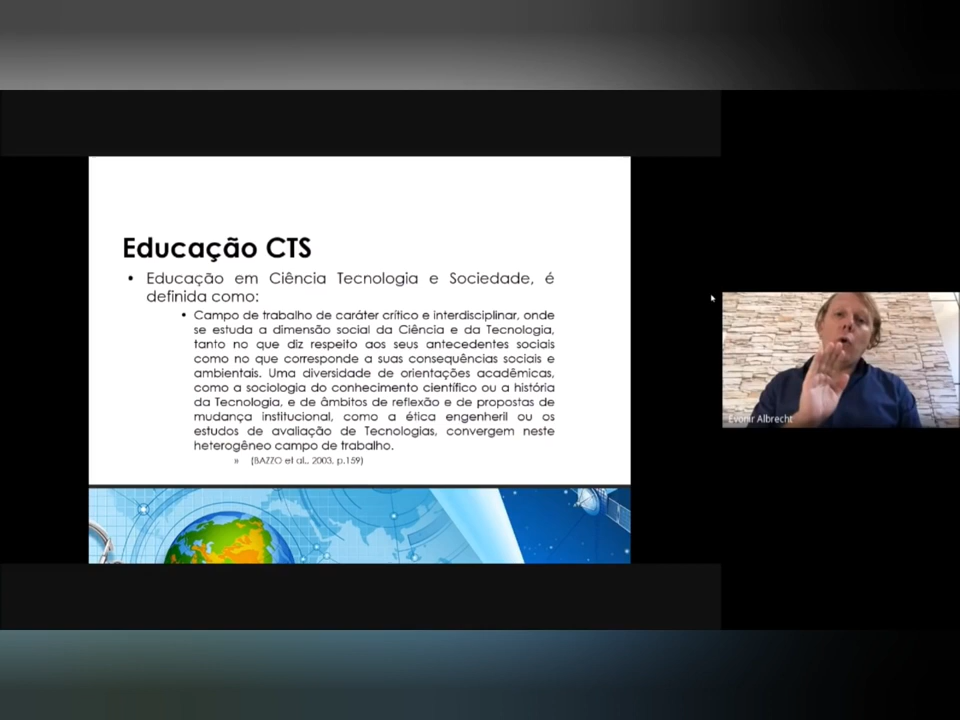 Educação CTS
• Educação em Ciência Tecnologia e Sociedade, é
definida como:
• Campo de trabalho de caráter crítico e interdisciplinar, onde
se estuda a dimensão social da Ciência e da Tecnologia,
tanto no que diz respeito aos seus antecedentes sociais
como no que corresponde a suas consequências sociais e
ambientais. Uma diversidade de orientações acadêmicas,
como a sociologia do conhecimento científico ou a história
da Tecnologia, e de âmbitos de reflexão e de propostas de
mudança institucional, como a ética engenheril ou os
estudos de avaliação de Tecnologias, convergem neste
heterogêneo campo de trabalho.
» (BAZZO et al., 2003, p.159)
Evonir Albrecht